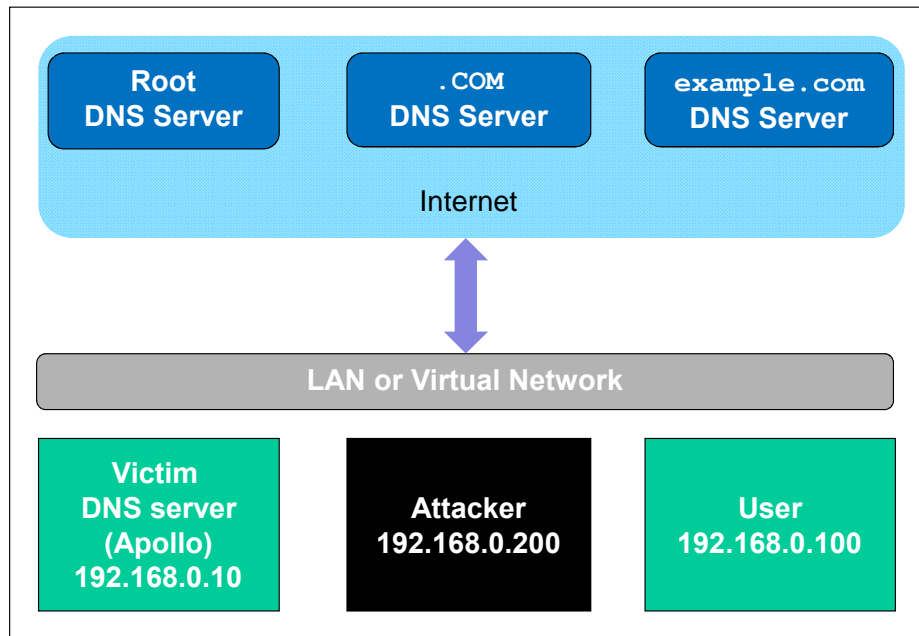 Root
DNS Server
.COM
DNS Server
example.com
DNS Server
Internet
LAN or Virtual Network
Victim
DNS server
(Apollo)
192.168.0.10
Attacker
192.168.0.200
User
192.168.0.100